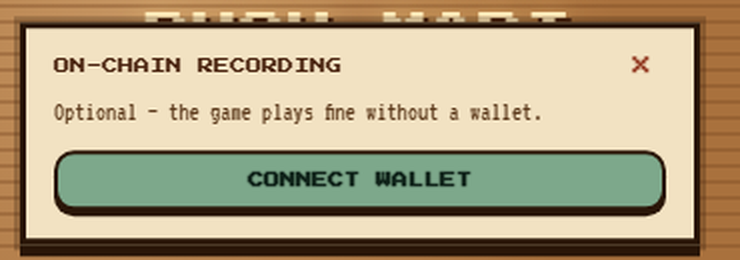 ON-CHAIN RECORDING X
Optional – the game plays fine without a wallet.
CONNECT WALLET